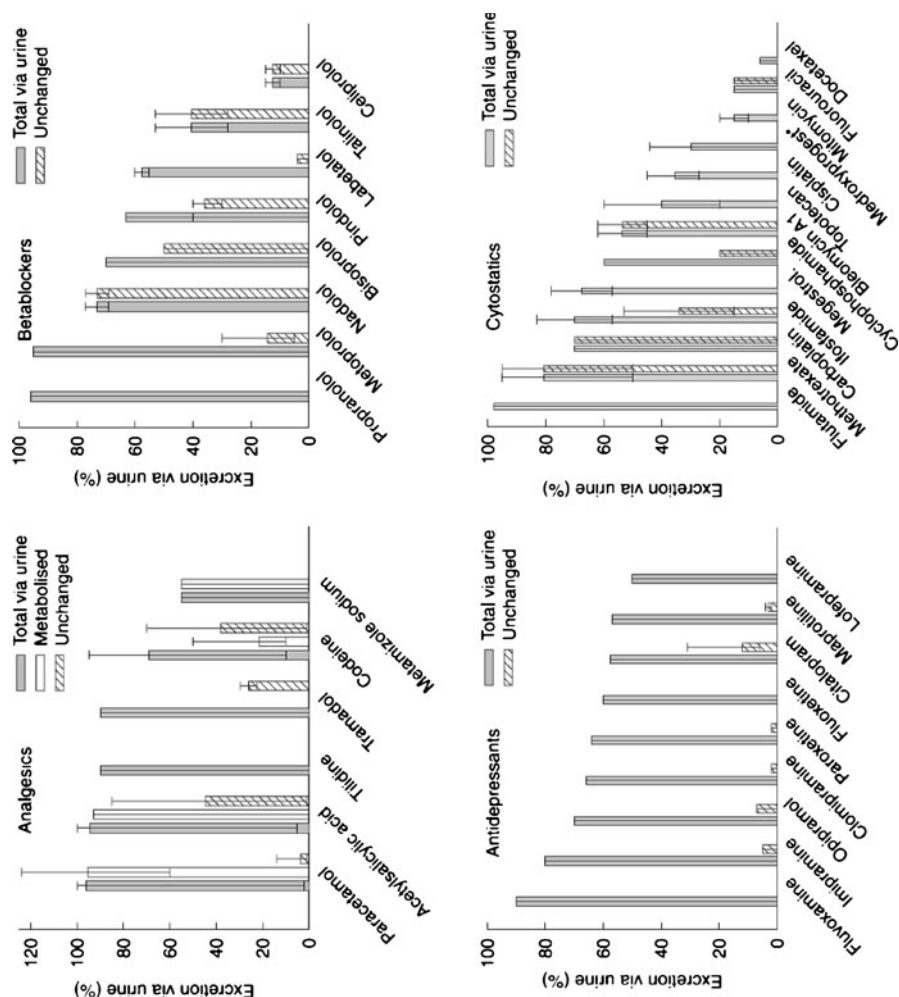 Analgesics
Total via urine
Metabolised
Unchanged
Excretion via urine (%)
120
100
80
60
40
20
0
Paracetamol
Acetylsalicylic acid
Tilidine
Tramadol
Codeine
Metamizole sodium
Betablockers
Total via urine
Unchanged
Excretion via urine (%)
100
80
60
40
20
0
Propranolol
Metoprolol
Nadolol
Bisoprolol
Pindolol
Labetalol
Talinolol
Celiprolol
Antidepressants
Total via urine
Unchanged
Excretion via urine (%)
100
80
60
40
20
0
Fluvoxamine
Imipramine
Opipramol
Clomipramine
Paroxetine
Fluoxetine
Citalopram
Maprotiline
Lofepramine
Cytostatics
Total via urine
Unchanged
Excretion via urine (%)
100
80
60
40
20
0
Flutamide
Methotrexate
Carboplatin
Ifosfamide
Megestrol.
Cyclophosphamide
Bleomycin A1
Topotecan
Cisplatin
Medroxyprogest*
Mitomycin
Fluorouracil
Docetaxel